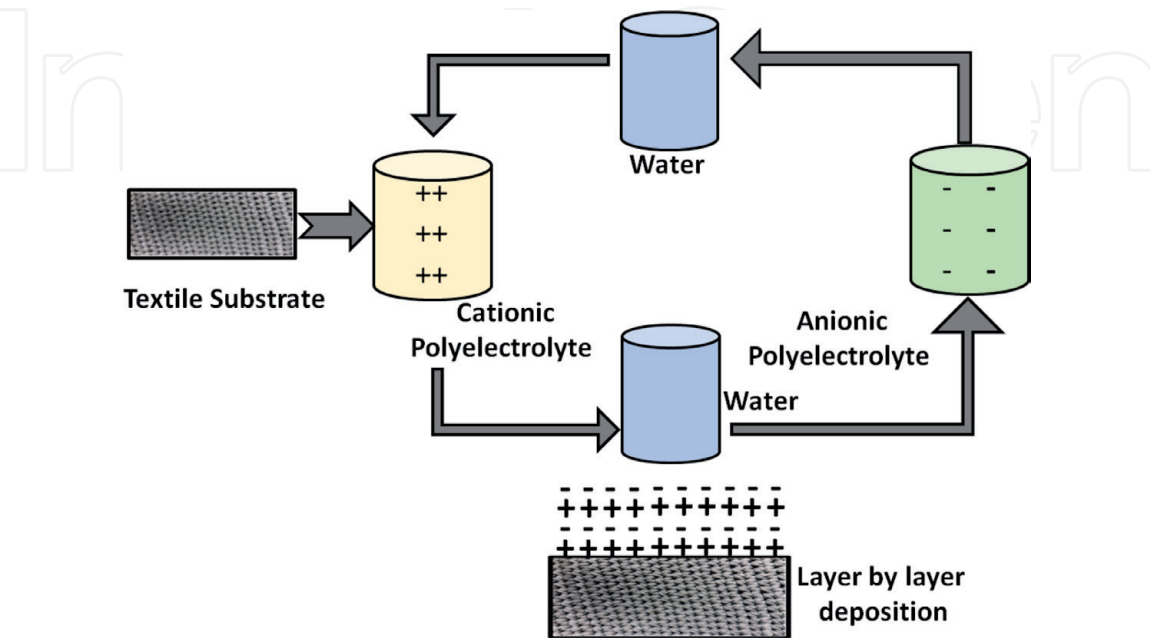 Water
++
++
++
- -
- -
- -
Textile Substrate
Cationic
Polyelectrolyte
Anionic
Polyelectrolyte
Water
- - - - - - - - - -
++++++++++
- - - - - - - - - -
++++++++++
Layer by layer
deposition